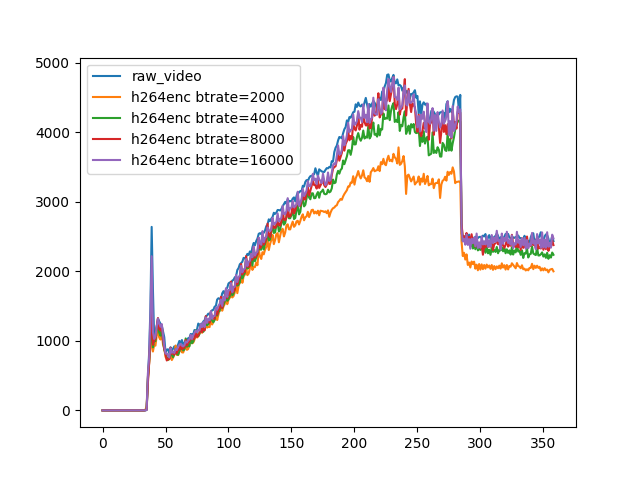 5000
4000
3000
2000
1000
0
raw_video
h264enc btrate=2000
h264enc btrate=4000
h264enc btrate=8000
h264enc btrate=16000
0 50 100 150 200 250 300 350